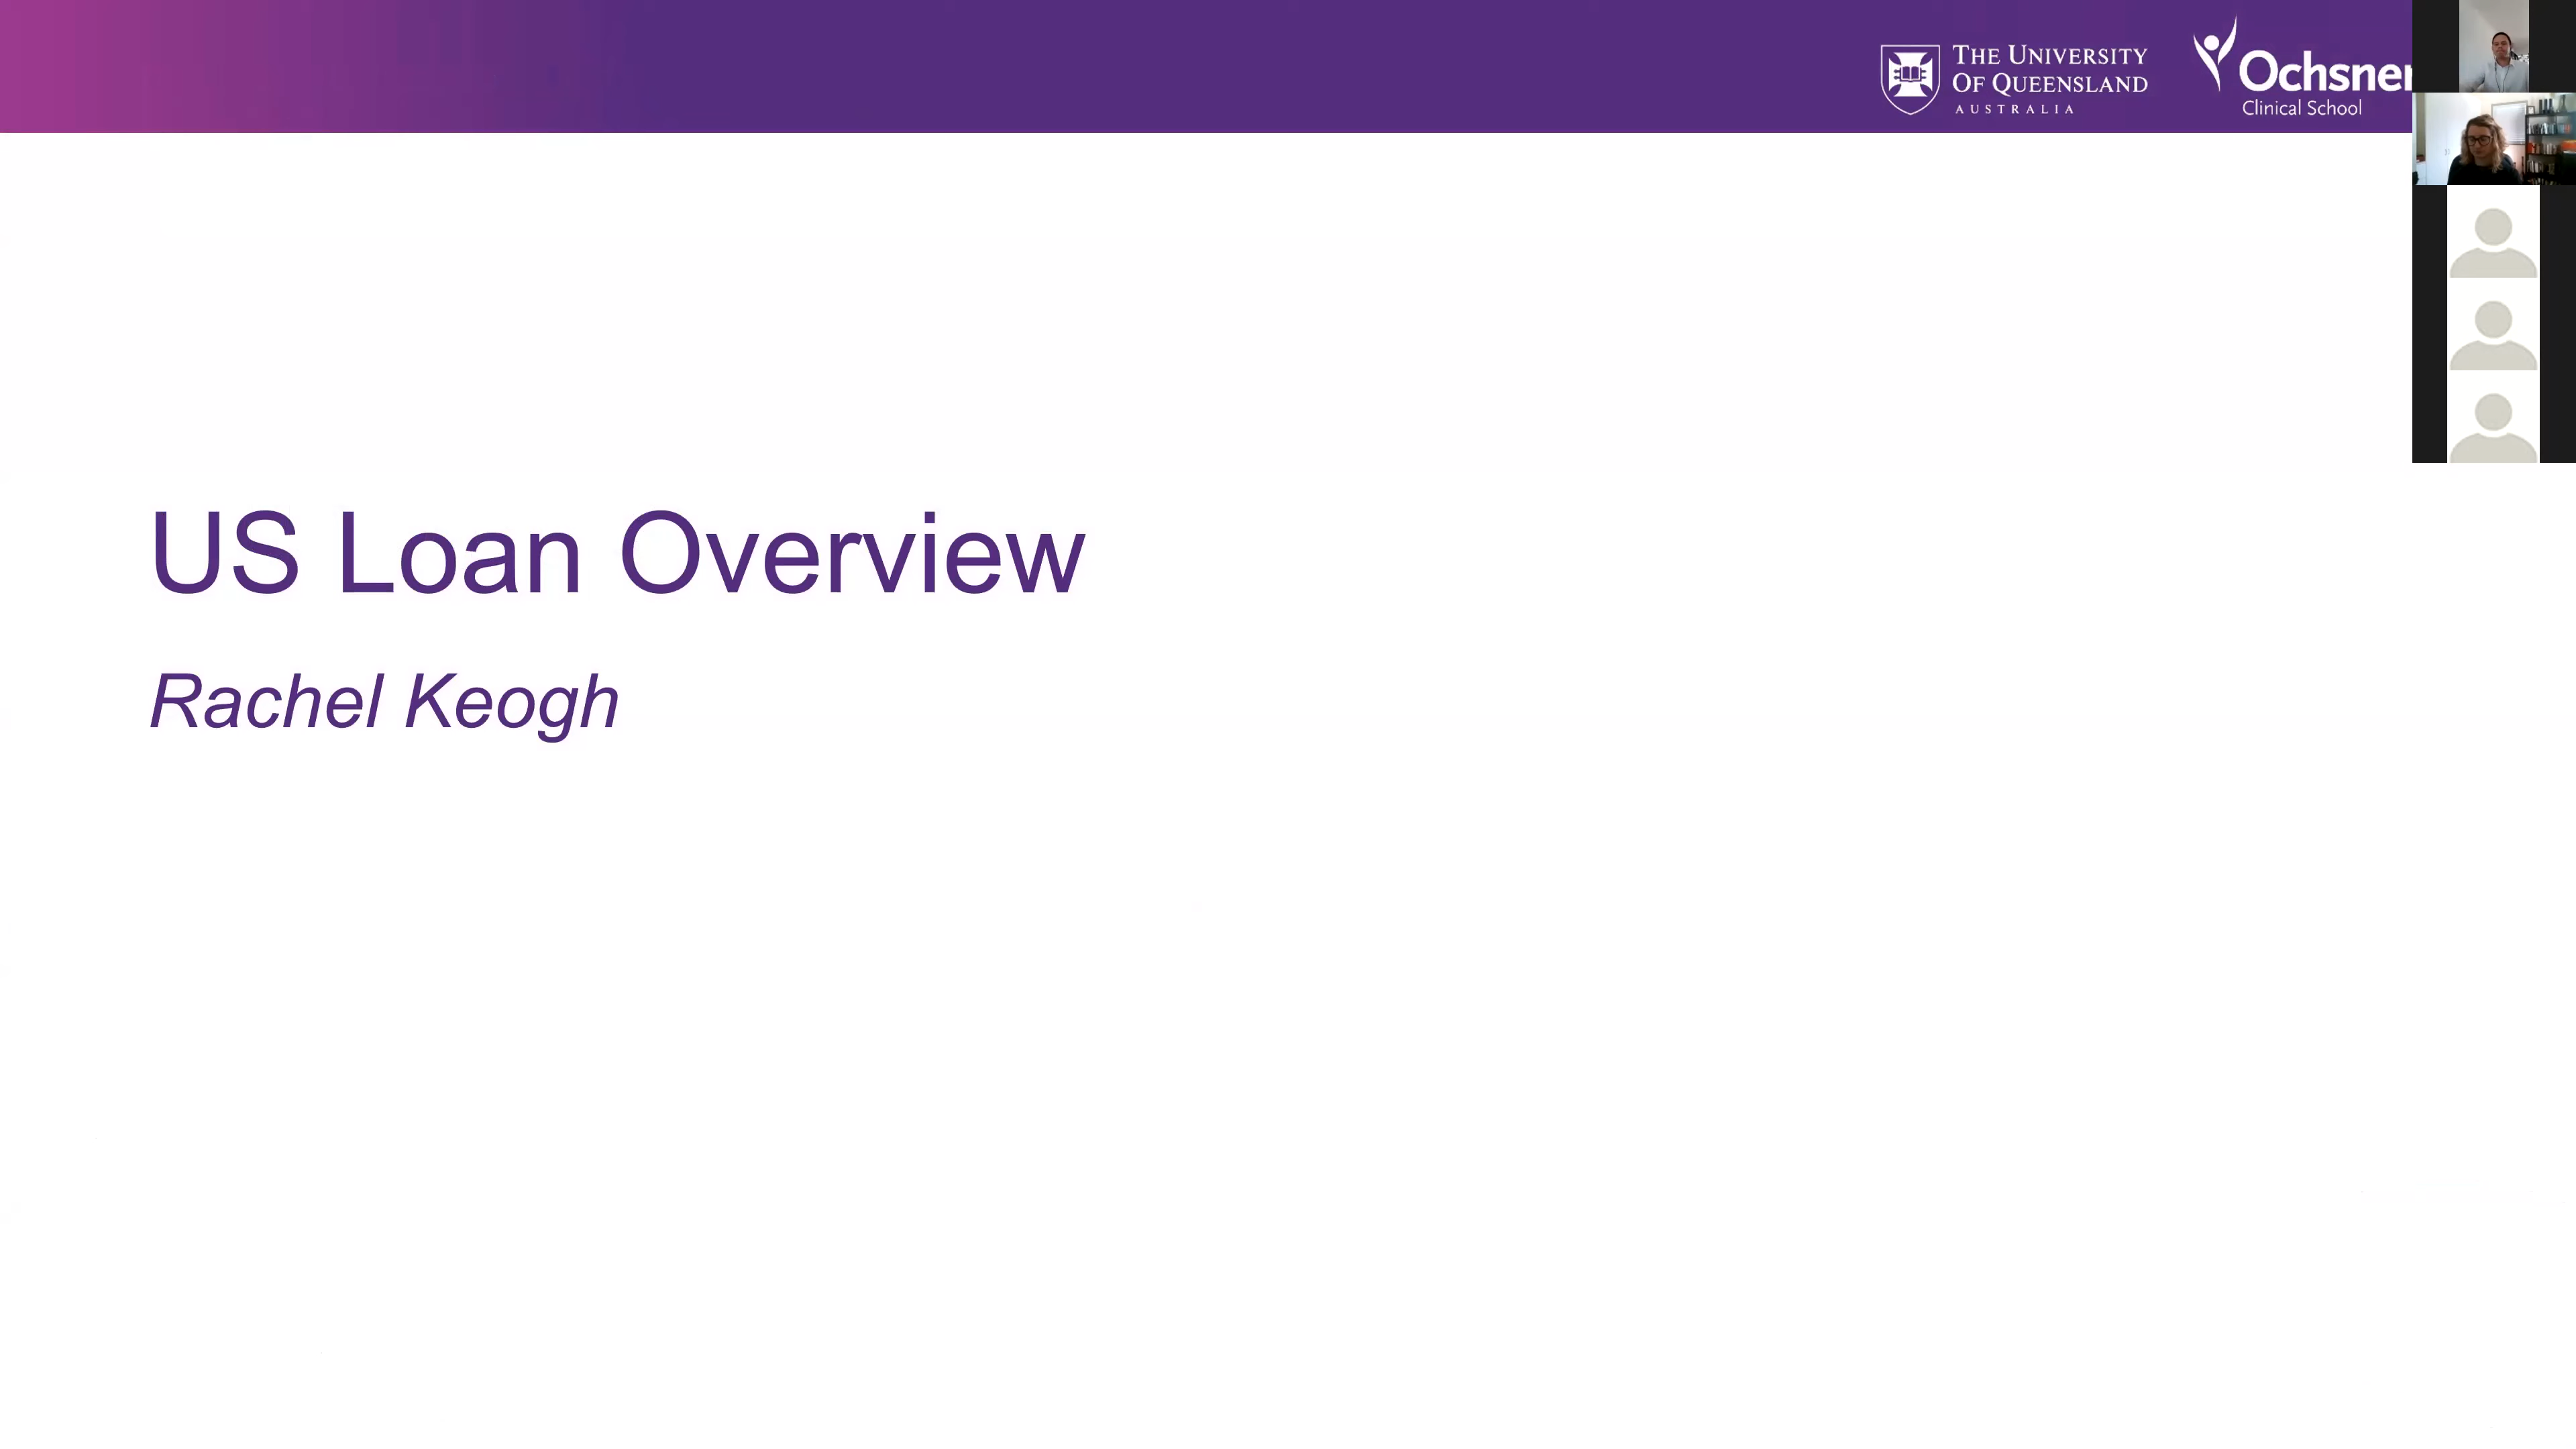 THE UNIVERSITY
OF QUEENSLAND
AUSTRALIA
Ochsner
Clinical School
US Loan Overview
Rachel Keogh